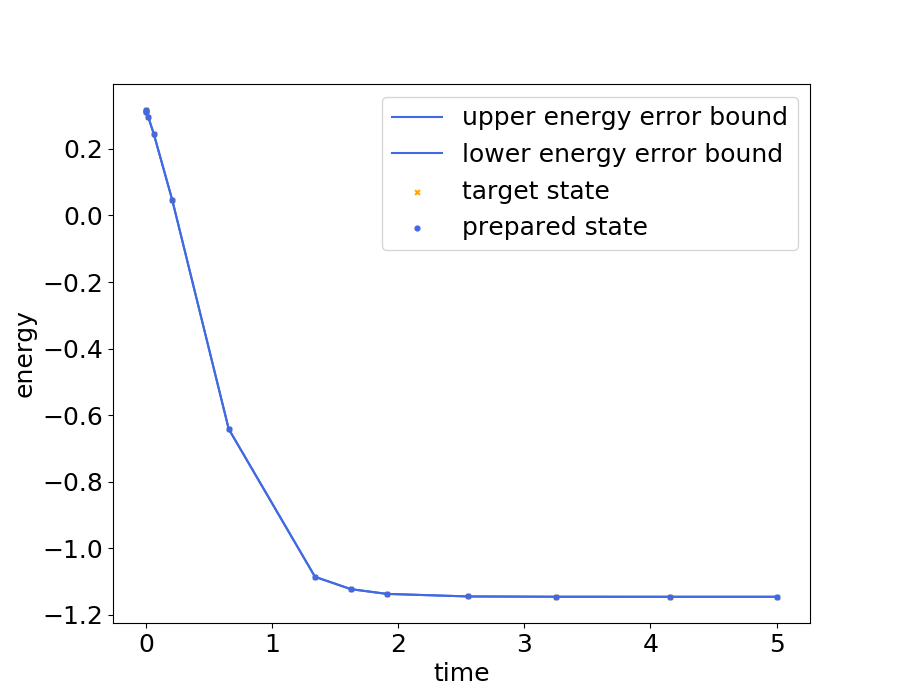 upper energy error bound
lower energy error bound
target state
prepared state
0.2
0.0
−0.2
−0.4
−0.6
−0.8
−1.0
−1.2
energy
0 1 2 3 4 5
time